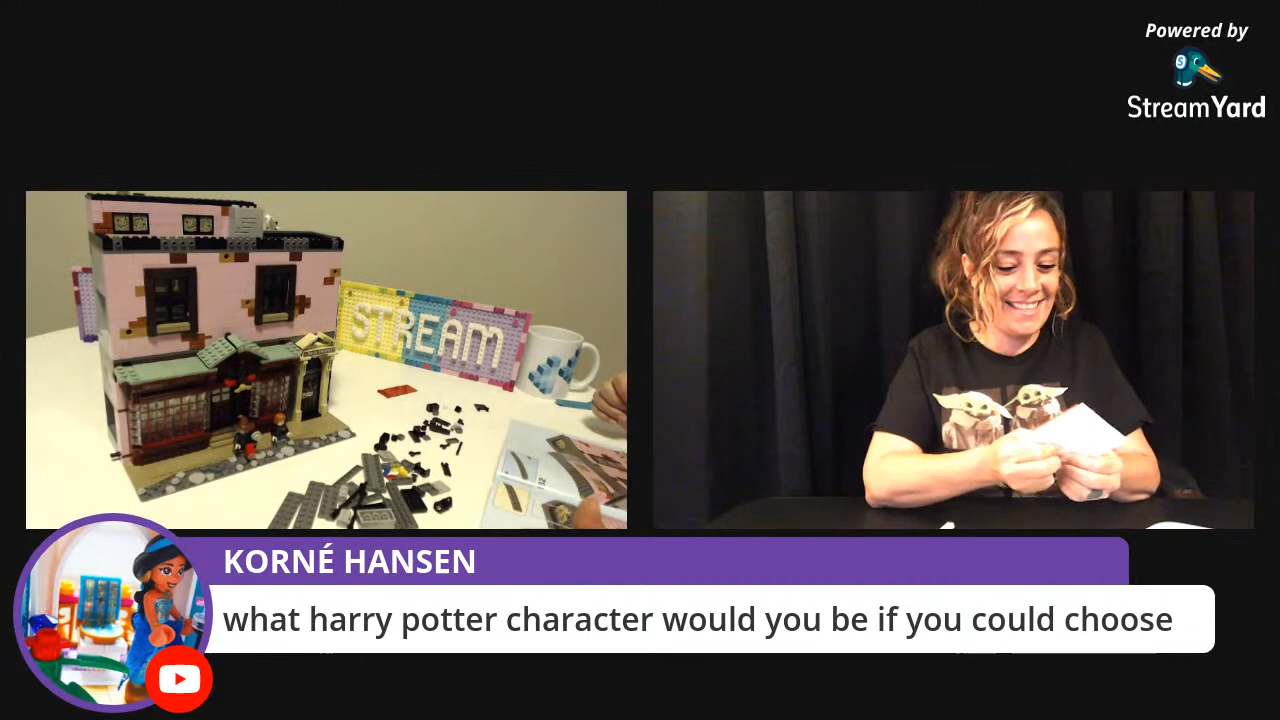 Powered by
StreamYard
STREAM
KORNÉ HANSEN
what harry potter character would you be if you could choose